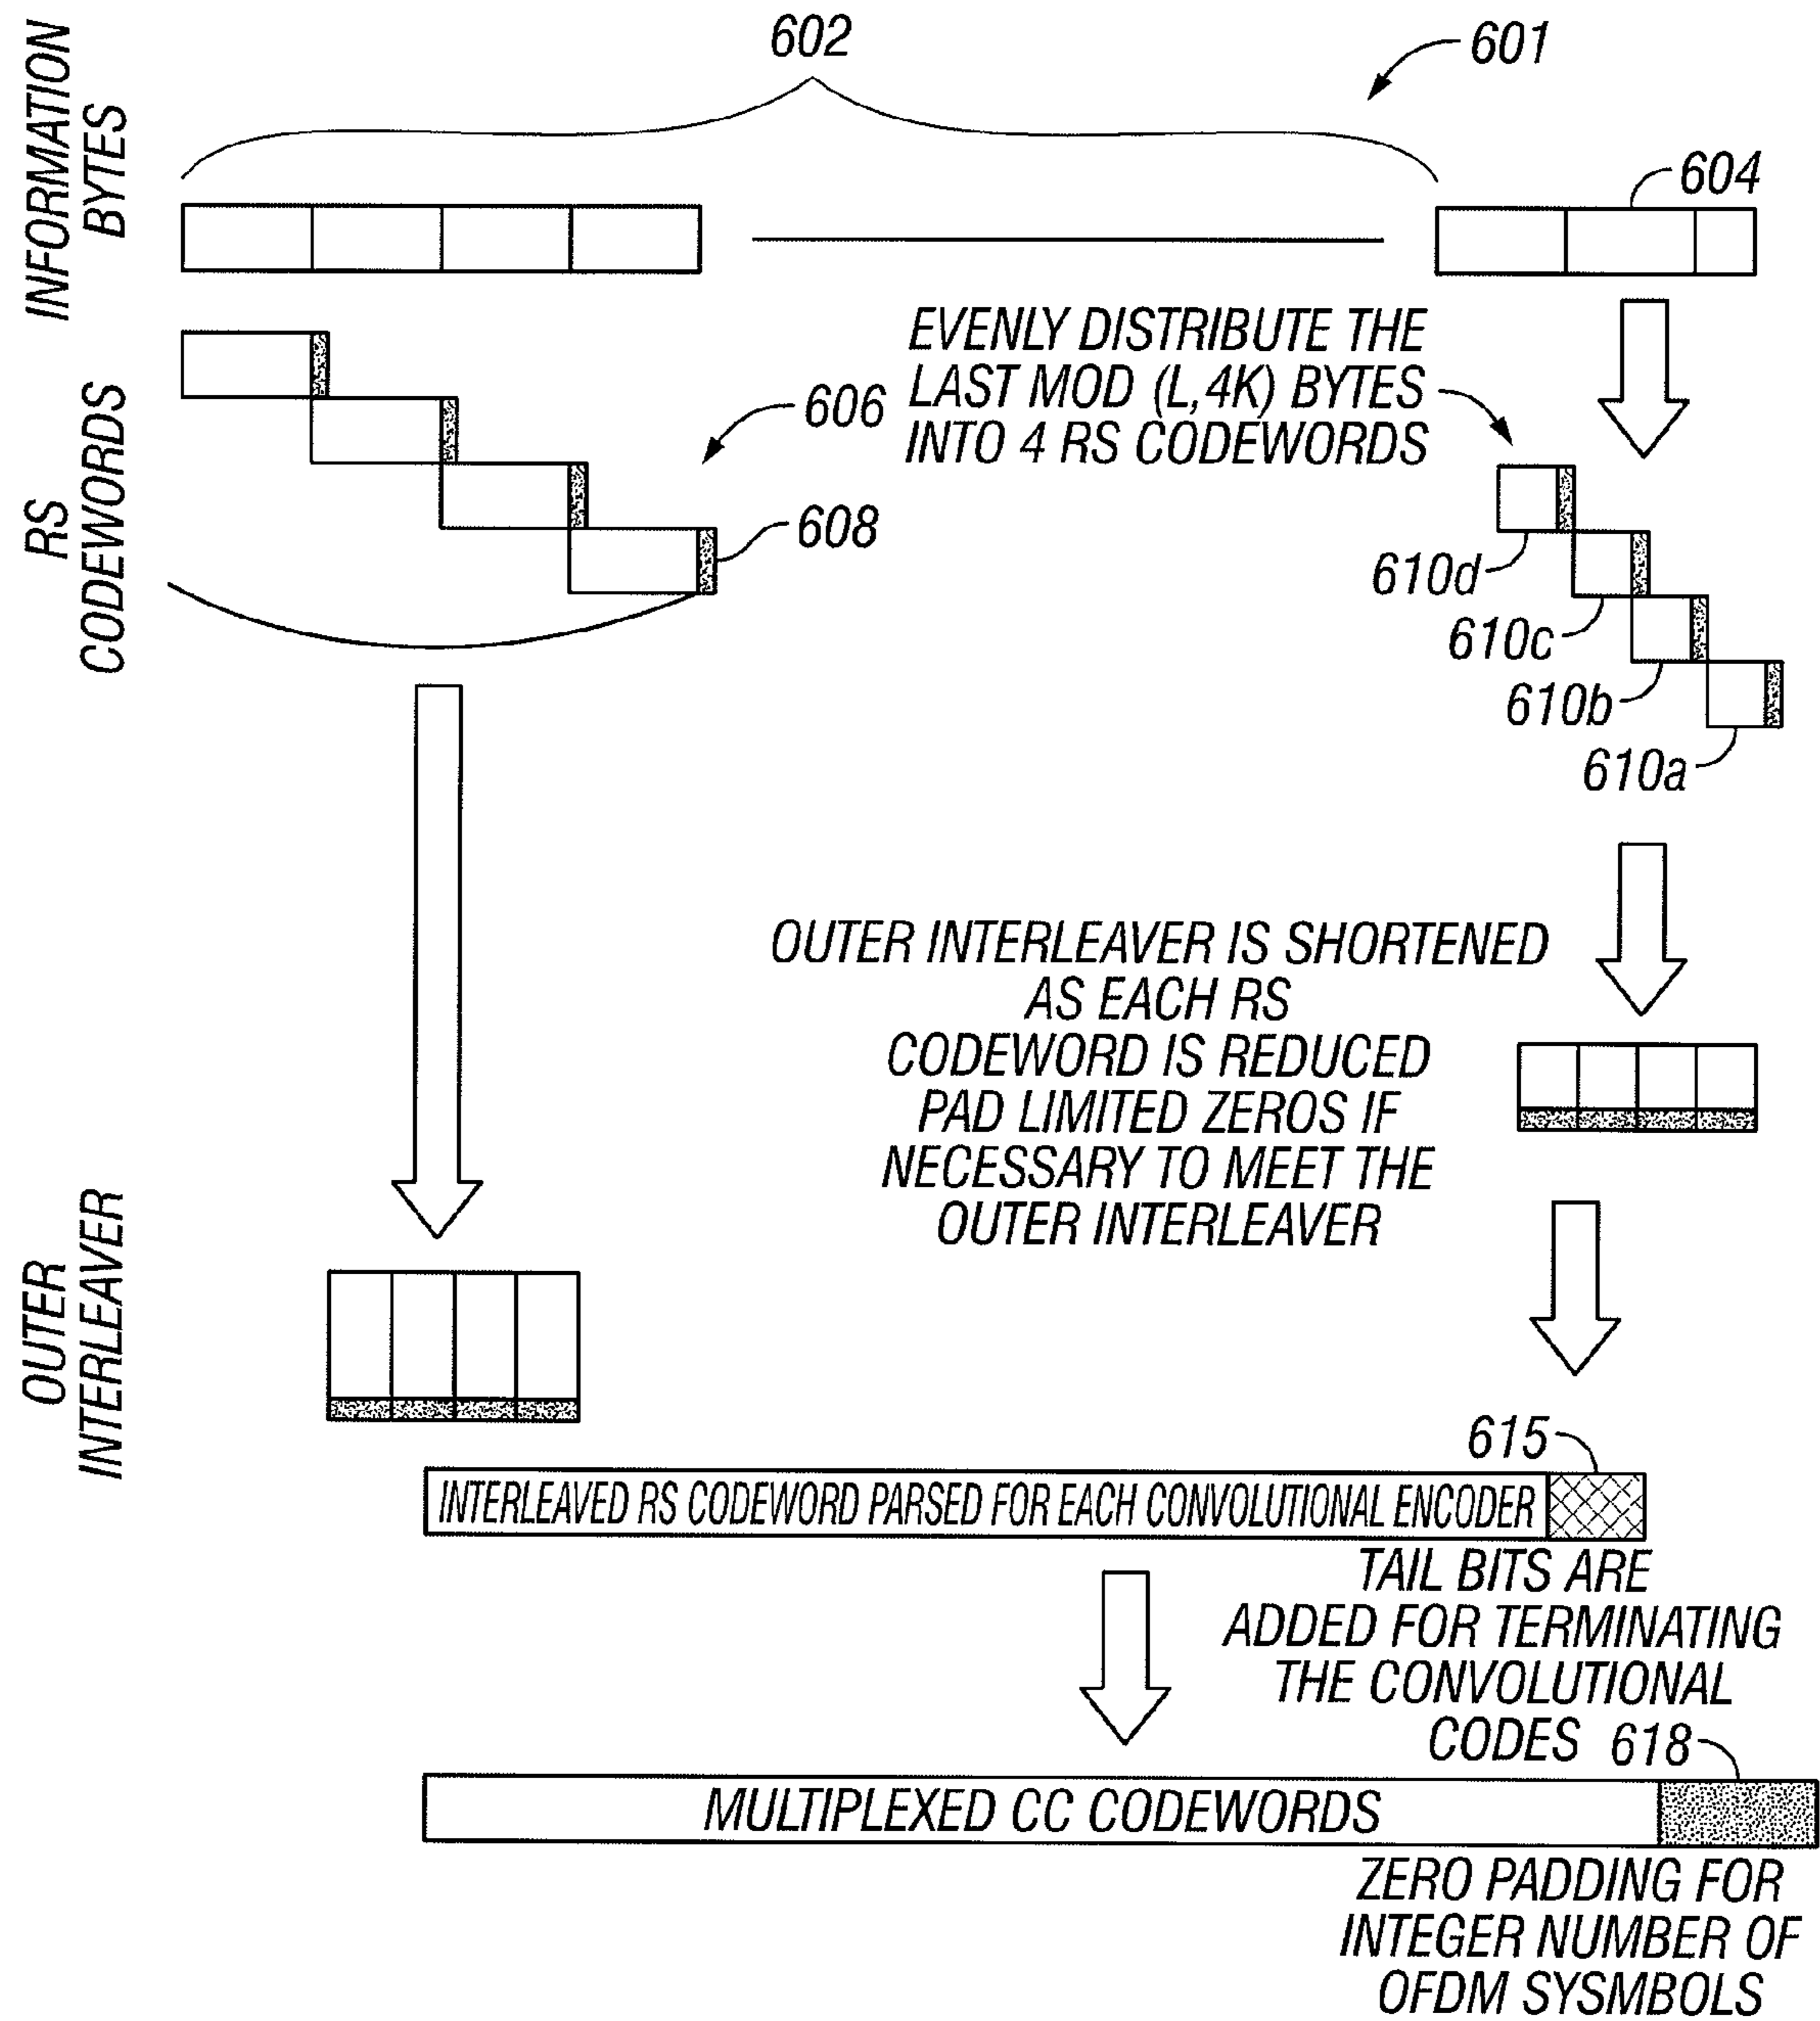 602
601
INFORMATION
BYTES
604
EVENLY DISTRIBUTE THE
LAST MOD (L,4K) BYTES
INTO 4 RS CODEWORDS
606
RS
CODEWORDS
608
610d
610c
610b
610a
OUTER INTERLEAVER IS SHORTENED
AS EACH RS
CODEWORD IS REDUCED
PAD LIMITED ZEROS IF
NECESSARY TO MEET THE
OUTER INTERLEAVER
OUTER
INTERLEAVER
615
INTERLEAVED RS CODEWORD PARSED FOR EACH CONVOLUTIONAL ENCODER
TAIL BITS ARE
ADDED FOR TERMINATING
THE CONVOLUTIONAL
CODES
618
MULTIPLEXED CC CODEWORDS
ZERO PADDING FOR
INTEGER NUMBER OF
OFDM SYSMBOLS